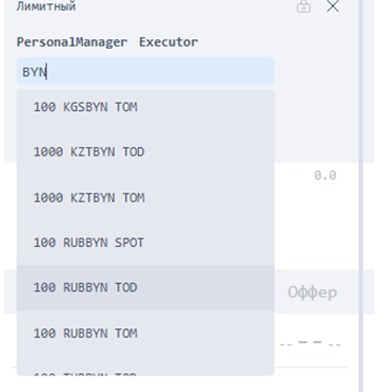 Лимитный
PersonalManager Executor
BYN
100 KGSBYN TOM
1000 KZTBYN TOD
0.0
1000 KZTBYN TOM
100 RUBBYN SPOT
100 RUBBYN TOD
Оффер
100 RUBBYN TOM
-- -- --